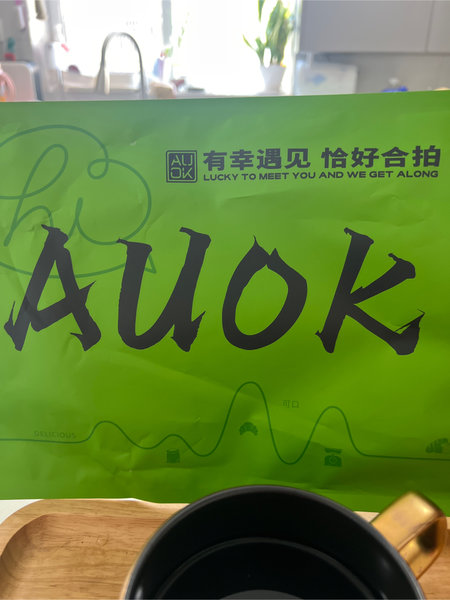 hi
AU
OK
有幸遇见 恰好合拍
LUCKY TO MEET YOU AND WE GET ALONG
AUOK
可口
DELICIOUS